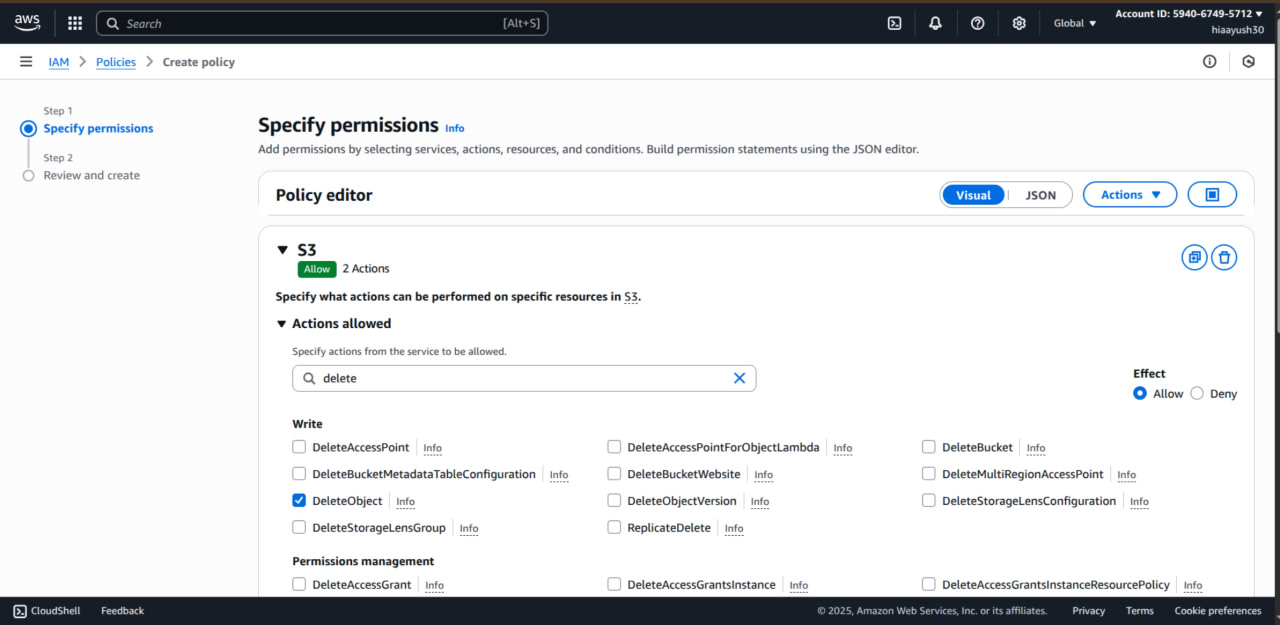 aws
Search [Alt+S]
Global ▼
Account ID: 5940-6749-5712 ▼
hiaayush30
IAM > Policies > Create policy
Step 1
Specify permissions
Step 2
Review and create
Specify permissions Info
Add permissions by selecting services, actions, resources, and conditions. Build permission statements using the JSON editor.
Policy editor
Visual | JSON
Actions ▼
S3
Allow 2 Actions
Specify what actions can be performed on specific resources in S3.
Actions allowed
Specify actions from the service to be allowed.
delete
Effect
Allow Deny
Write
DeleteAccessPoint Info DeleteAccessPointForObjectLambda Info DeleteBucket Info
DeleteBucketMetadataTableConfiguration Info DeleteBucketWebsite Info DeleteMultiRegionAccessPoint Info
DeleteObject Info DeleteObjectVersion Info DeleteStorageLensConfiguration Info
DeleteStorageLensGroup Info ReplicateDelete Info
Permissions management
DeleteAccessGrant Info DeleteAccessGrantsInstance Info DeleteAccessGrantsInstanceResourcePolicy Info
CloudShell Feedback © 2025, Amazon Web Services, Inc. or its affiliates. Privacy Terms Cookie preferences